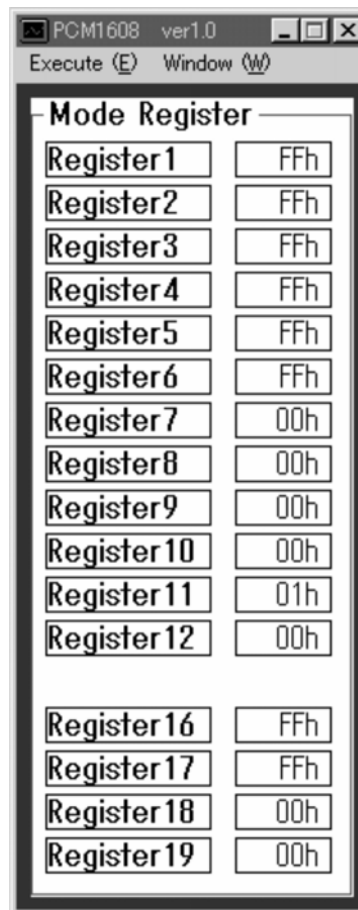 PCM1608 ver1.0
Execute (E) Window (W)
Mode Register
Register1 FFh
Register2 FFh
Register3 FFh
Register4 FFh
Register5 FFh
Register6 FFh
Register7 00h
Register8 00h
Register9 00h
Register10 00h
Register11 01h
Register12 00h
Register16 FFh
Register17 FFh
Register18 00h
Register19 00h